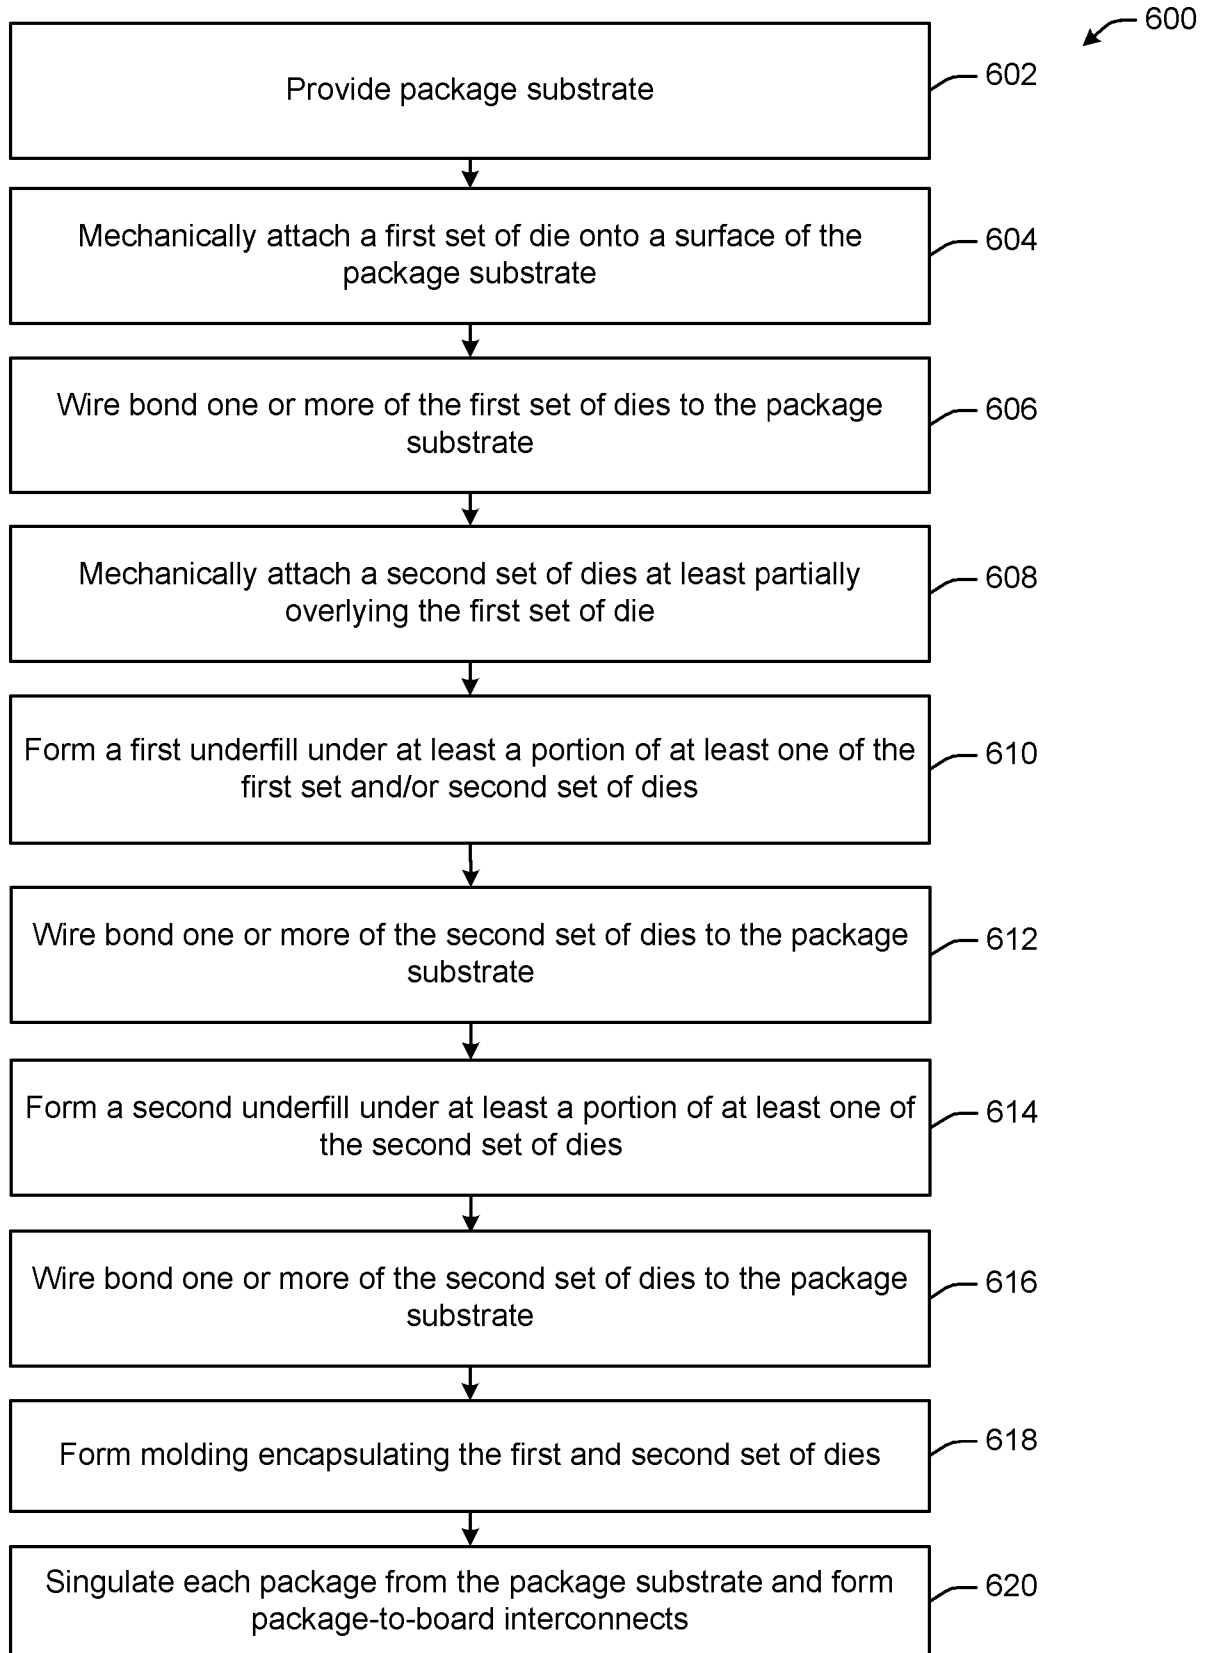 600
Provide package substrate
602
Mechanically attach a first set of die onto a surface of the
package substrate
604
Wire bond one or more of the first set of dies to the package
substrate
606
Mechanically attach a second set of dies at least partially
overlying the first set of die
608
Form a first underfill under at least a portion of at least one of the
first set and/or second set of dies
610
Wire bond one or more of the second set of dies to the package
substrate
612
Form a second underfill under at least a portion of at least one of
the second set of dies
614
Wire bond one or more of the second set of dies to the package
substrate
616
Form molding encapsulating the first and second set of dies
618
Singulate each package from the package substrate and form
package-to-board interconnects
620